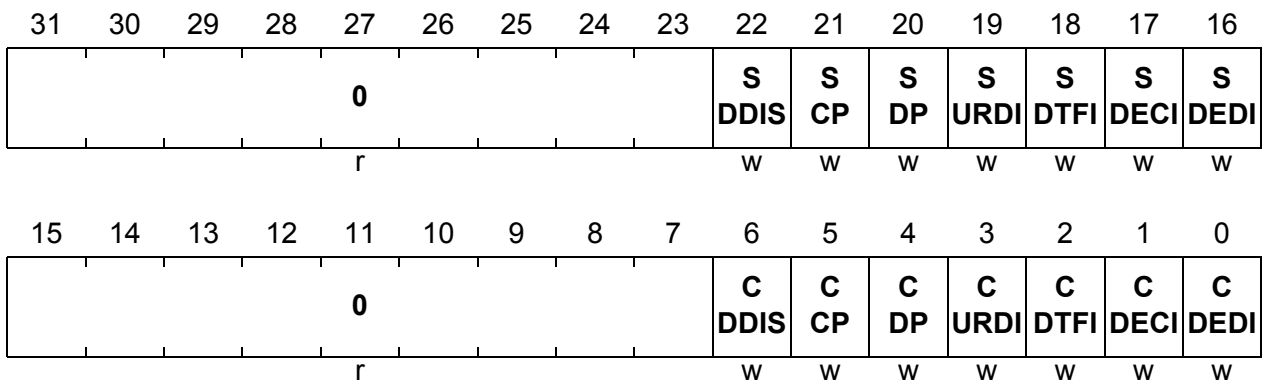 31 30 29 28 27 26 25 24 23 22 21 20 19 18 17 16
0 S DDIS S CP S DP S URDI S DTFI S DECI S DEDI
r w w w w w w w
15 14 13 12 11 10 9 8 7 6 5 4 3 2 1 0
0 C DDIS C CP C DP C URDI C DTFI C DECI C DEDI
r w w w w w w w